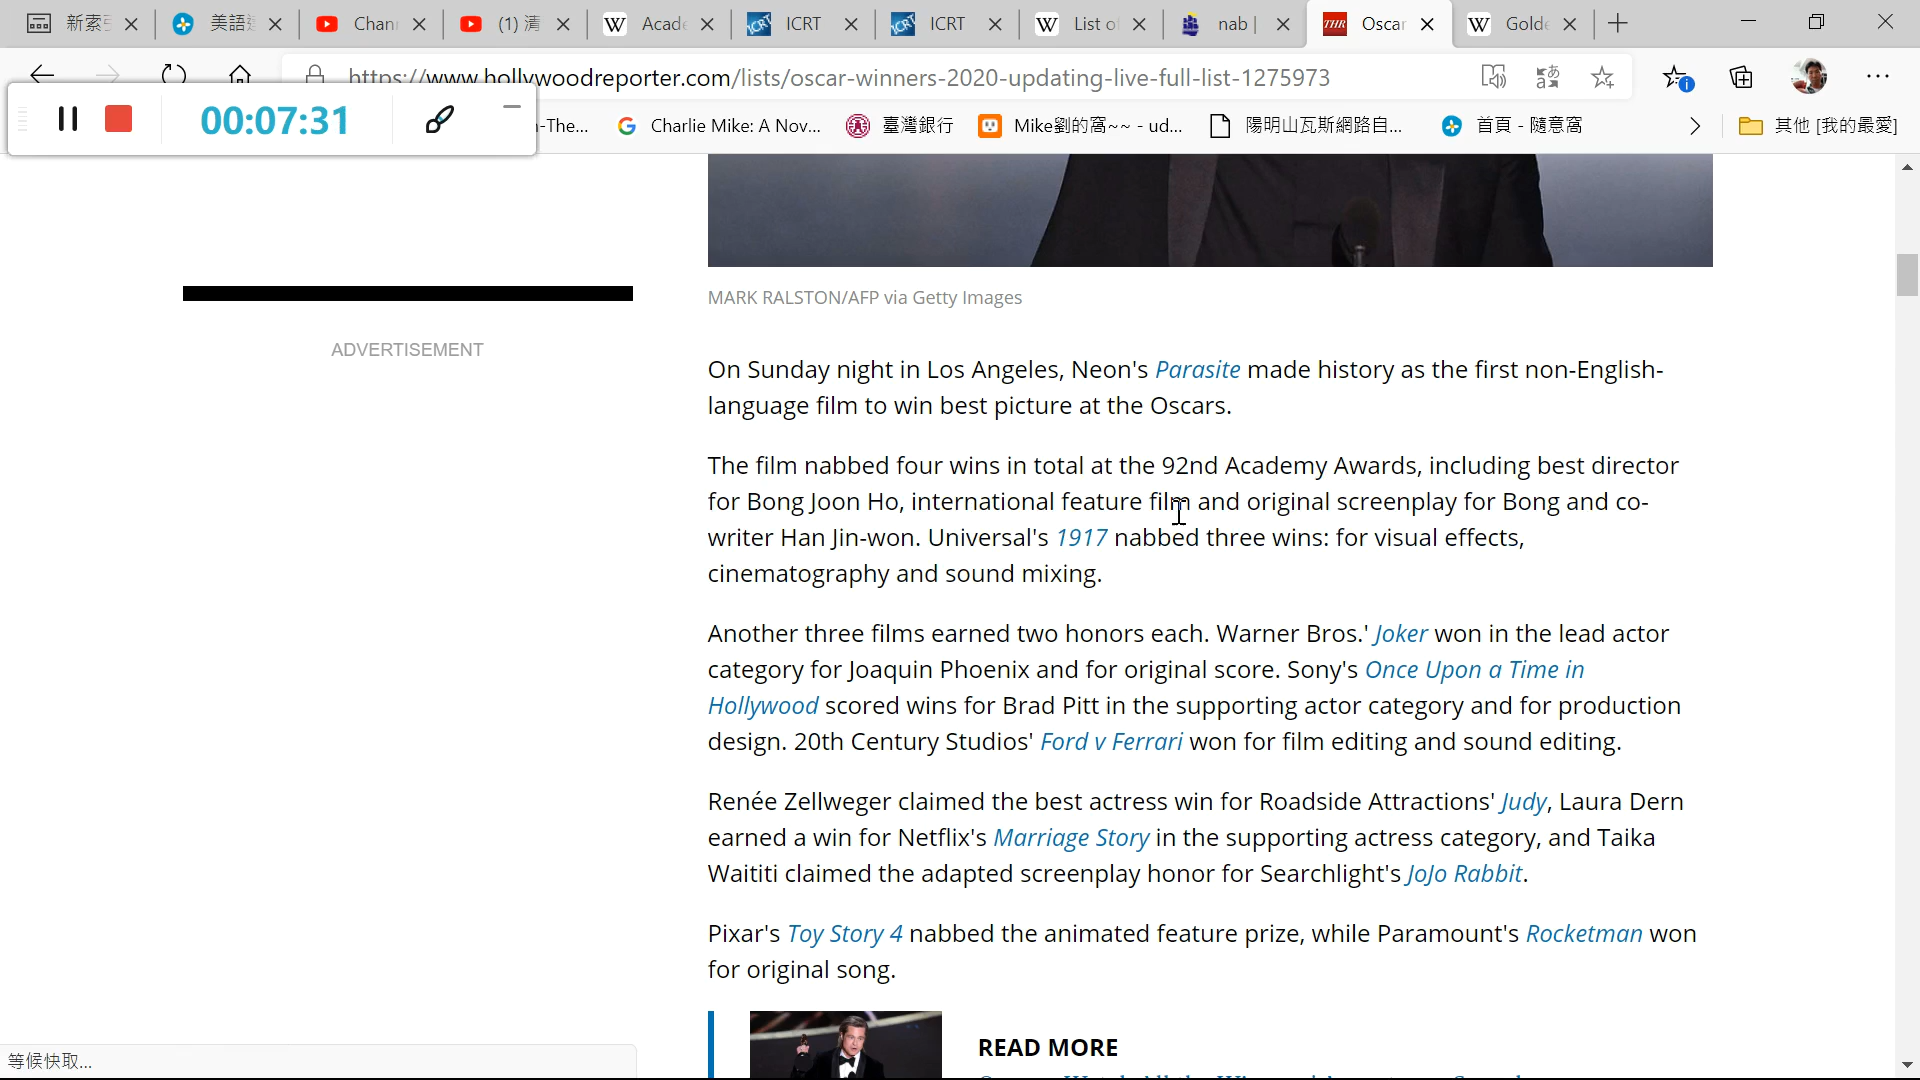 新索
美語
Chan
(1) 清
W Acade
ICRT
ICRT
W List of
nab |
THR Oscar
W Golde
https://www.hollywoodreporter.com/lists/oscar-winners-2020-updating-live-full-list-1275973
00:07:31
-The...
Charlie Mike: A Nov...
臺灣銀行
Mike劉的窩~~ - ud...
陽明山瓦斯網路自...
首頁 - 隨意窩
其他 [我的最愛]
MARK RALSTON/AFP via Getty Images
ADVERTISEMENT
On Sunday night in Los Angeles, Neon's Parasite made history as the first non-English-
language film to win best picture at the Oscars.
The film nabbed four wins in total at the 92nd Academy Awards, including best director
for Bong Joon Ho, international feature film and original screenplay for Bong and co-
writer Han Jin-won. Universal's 1917 nabbed three wins: for visual effects,
cinematography and sound mixing.
Another three films earned two honors each. Warner Bros.' Joker won in the lead actor
category for Joaquin Phoenix and for original score. Sony's Once Upon a Time in
Hollywood scored wins for Brad Pitt in the supporting actor category and for production
design. 20th Century Studios' Ford v Ferrari won for film editing and sound editing.
Renée Zellweger claimed the best actress win for Roadside Attractions' Judy, Laura Dern
earned a win for Netflix's Marriage Story in the supporting actress category, and Taika
Waititi claimed the adapted screenplay honor for Searchlight's JoJo Rabbit.
Pixar's Toy Story 4 nabbed the animated feature prize, while Paramount's Rocketman won
for original song.
READ MORE
等候快取...